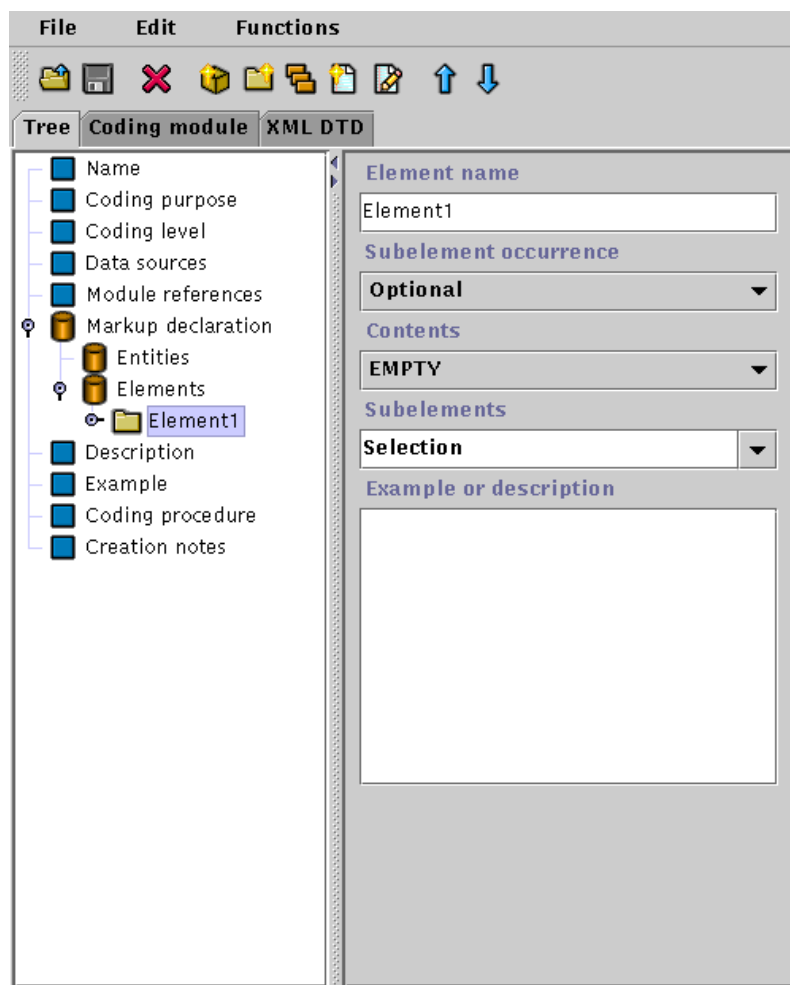 File Edit Functions
Tree Coding module XML DTD
Name
Coding purpose
Coding level
Data sources
Module references
Markup declaration
Entities
Elements
Element1
Description
Example
Coding procedure
Creation notes
Element name
Element1
Subelement occurrence
Optional
Contents
EMPTY
Subelements
Selection
Example or description